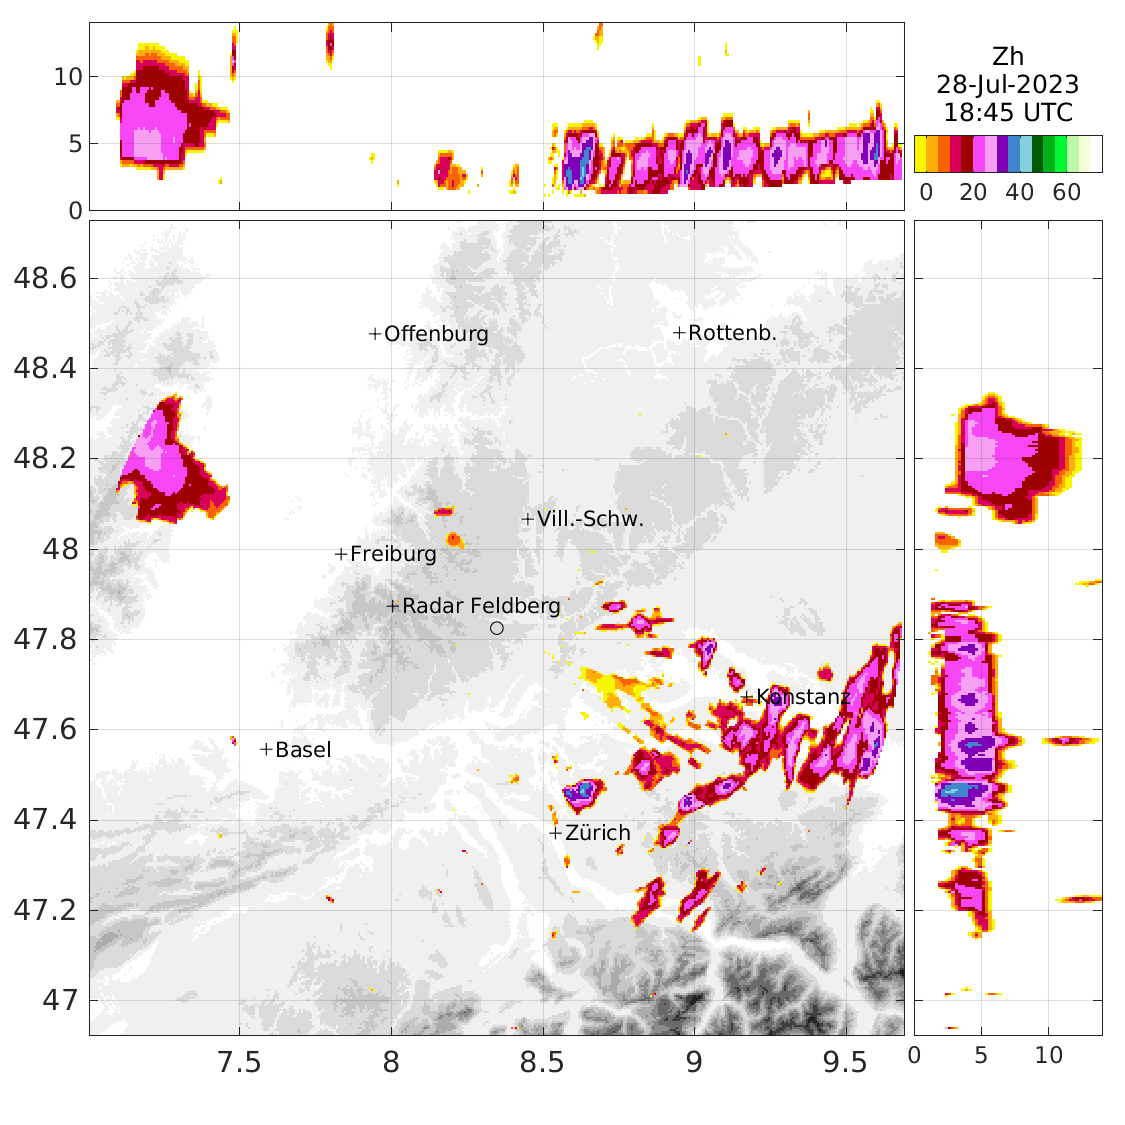 10
5
0
Zh
28-Jul-2023
18:45 UTC
0 20 40 60
48.6
48.4
48.2
48
47.8
47.6
47.4
47.2
47
Offenburg
Rottenb.
Vill.-Schw.
Freiburg
Radar Feldberg
Konstanz
Basel
Zürich
7.5 8 8.5 9 9.5
0 5 10